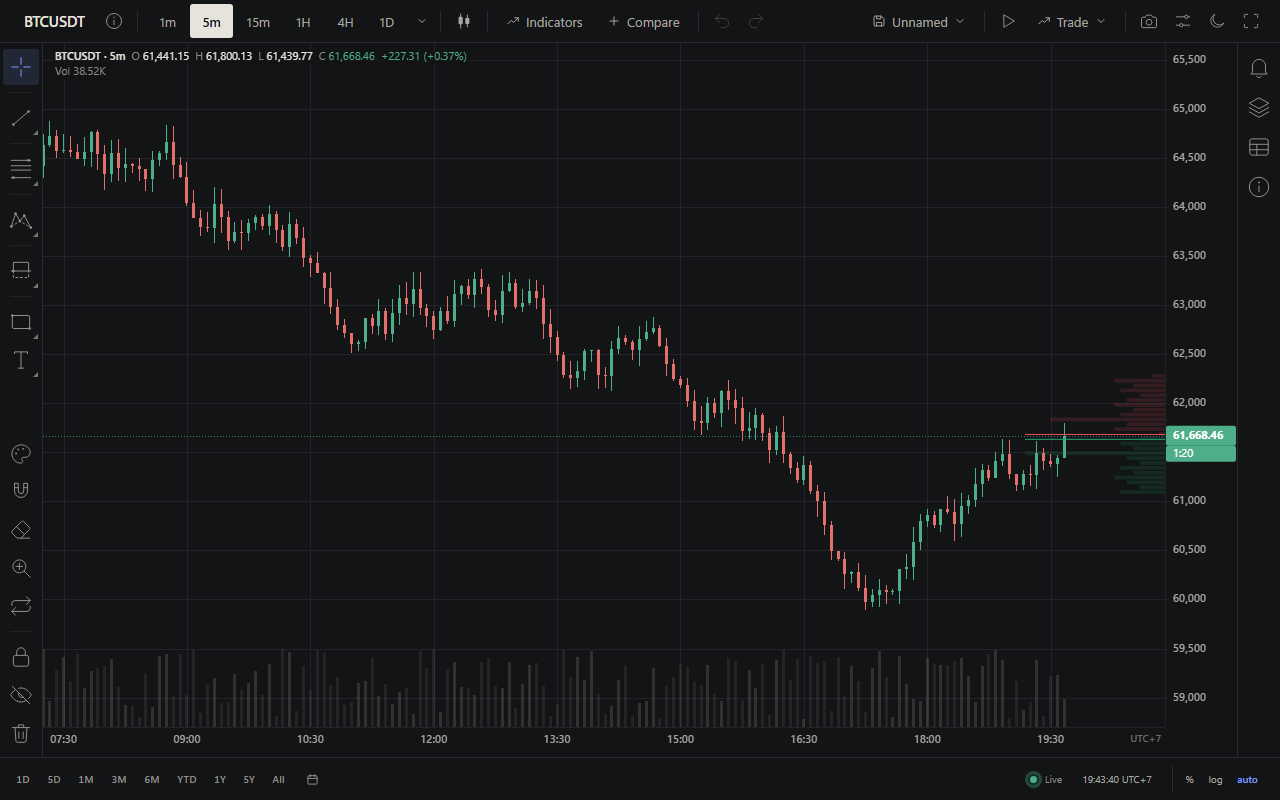 BTCUSDT 1m 5m 15m 1H 4H 1D Indicators Compare Unnamed Trade
BTCUSDT · 5m O 61,441.15 H 61,800.13 L 61,439.77 C 61,668.46 +227.31 (+0.37%)
Vol 38.52K
65,500
65,000
64,500
64,000
63,500
63,000
62,500
62,000
61,668.46
1:20
61,000
60,500
60,000
59,500
59,000
T
07:30 09:00 10:30 12:00 13:30 15:00 16:30 18:00 19:30 UTC+7
1D 5D 1M 3M 6M YTD 1Y 5Y All Live 19:43:40 UTC+7 % log auto